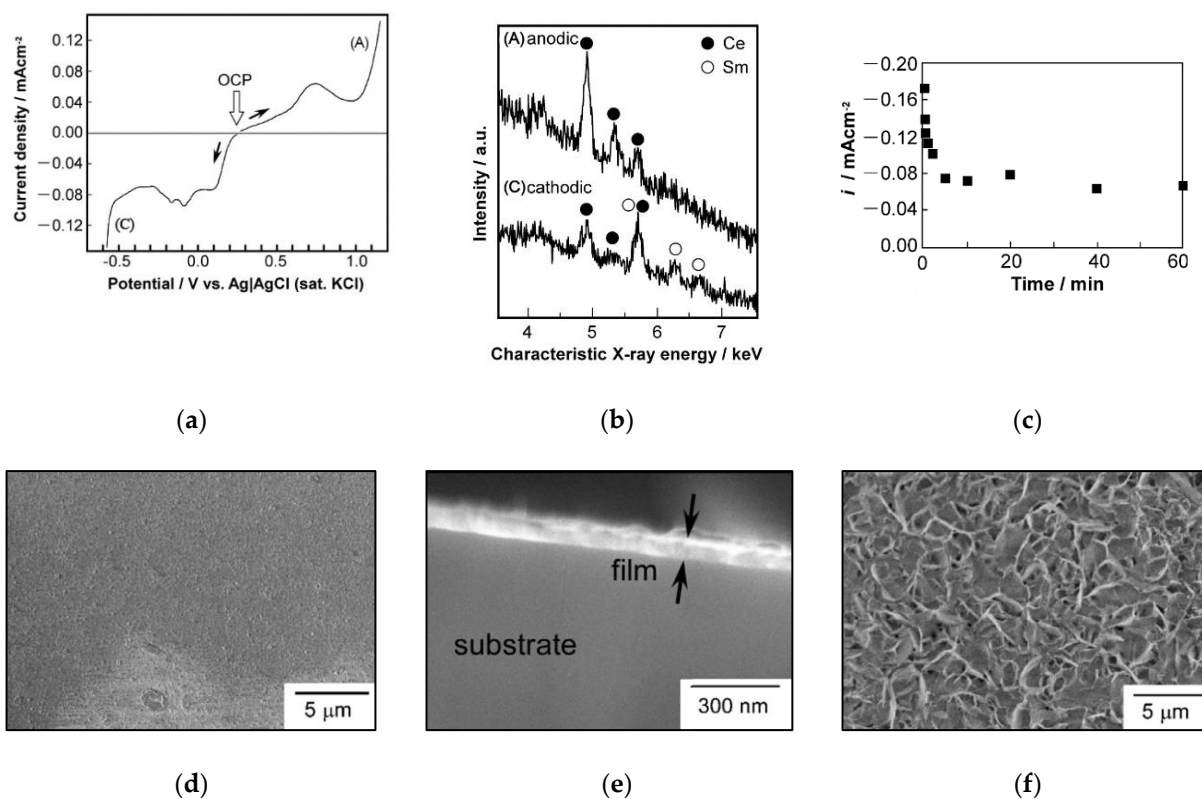 0.12
0.08
0.04
0.00
−0.04
−0.08
−0.12
Current density / mAcm⁻²
(A)
OCP
(C)
−0.5 0.0 0.5 1.0
Potential / V vs. Ag|AgCl (sat. KCl)
(a)
(A)anodic
Ce
Sm
(C)cathodic
Intensity / a.u.
4 5 6 7
Characteristic X-ray energy / keV
(b)
−0.20
−0.16
−0.12
−0.08
−0.04
0.00
i / mAcm⁻²
0 20 40 60
Time / min
(c)
5 μm
(d)
film
substrate
300 nm
(e)
5 μm
(f)